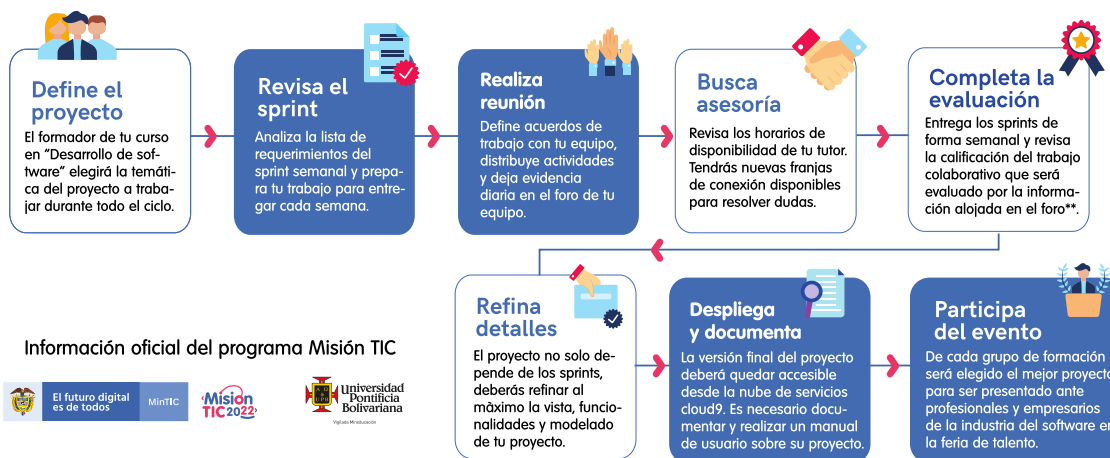 Define el
proyecto
El formador de tu curso
en “Desarrollo de sof-
tware” elegirá la temáti-
ca del proyecto a traba-
jar durante todo el ciclo.
Revisa el
sprint
Analiza la lista de
requerimientos del
sprint semanal y prepa-
ra tu trabajo para entre-
gar cada semana.
Realiza
reunión
Define acuerdos de
trabajo con tu equipo,
distribuye actividades
y deja evidencia
diaria en el foro de tu
equipo.
Busca
asesoría
Revisa los horarios de
disponibilidad de tu tutor.
Tendrás nuevas franjas
de conexión disponibles
para resolver dudas.
Completa la
evaluación
Entrega los sprints de
forma semanal y revisa
la calificación del trabajo
colaborativo que será
evaluado por la informa-
ción alojada en el foro**.
Refina
detalles
El proyecto no solo de-
pende de los sprints,
deberás refinar al
màximo la vista, funcio-
nalidades y modelado
de tu proyecto.
Despliega
y documenta
La versión final del proyecto
deberá quedar accesible
desde la nube de servicios
cloud9. Es necesario docu-
mentar y realizar un manual
de usuario sobre su proyecto.
Participa
del evento
De cada grupo de formación
será elegido el mejor proyecto
para ser presentado ante
profesionales y empresarios
de la industria del software en
la feria de talento.
Información oficial del programa Misión TIC
El futuro digital
es de todos
MinTIC
Misión
TIC2022
Universidad
Pontificia
Bolivariana
Vigilada Mineducación